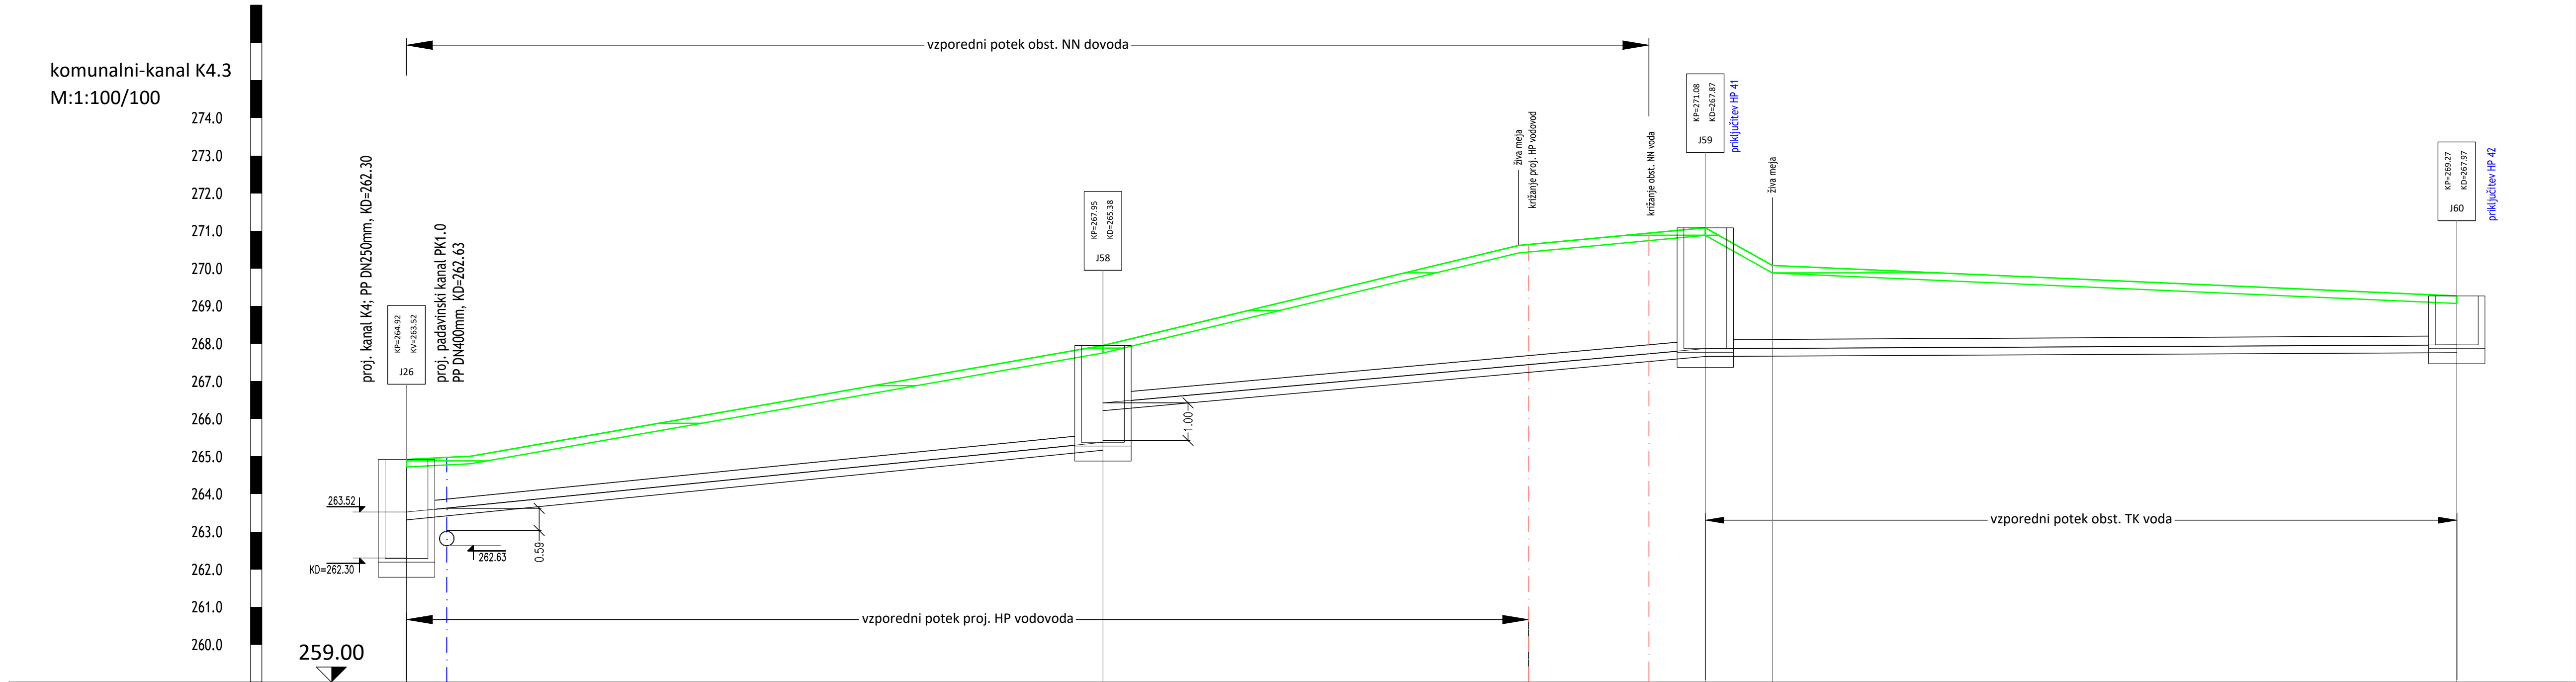 komunalni-kanal K4.3
M:1:100/100
274.0
273.0
272.0
271.0
270.0
269.0
268.0
267.0
266.0
265.0
264.0
263.0
262.0
261.0
260.0
259.00
vzporedni potek obst. NN dovoda
proj. kanal K4; PP DN250mm, KD=262.30
KP=264.92
KV=263.52
J26
proj. padavinski kanal PK1.0
PP DN400mm, KD=262.63
263.52
KD=262.30
262.63
0.59
KP=267.95
KD=265.38
J58
1.00
živa meja
križanje proj. HP vodovod
križanje obst. NN voda
KP=271.08
KD=267.87
J59
priključitev HP 41
živa meja
KP=269.27
KD=267.97
J60
priključitev HP 42
vzporedni potek obst. TK voda
vzporedni potek proj. HP vodovoda